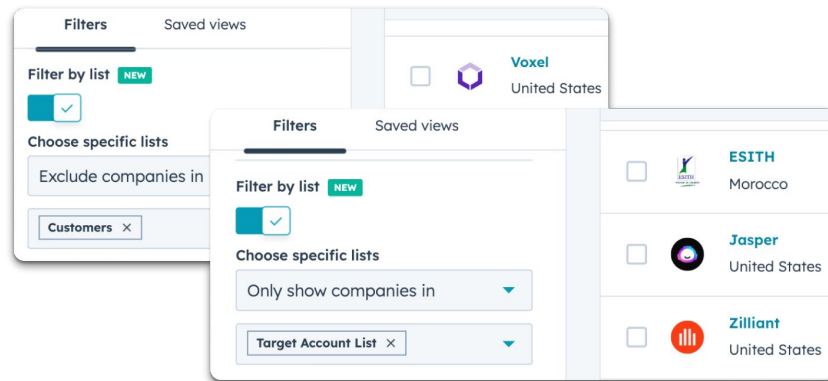 Filters Saved views
Filter by list NEW
Choose specific lists
Exclude companies in
Customers ×
Voxel
United States
Filters Saved views
Filter by list NEW
Choose specific lists
Only show companies in
Target Account List ×
ESITH
Morocco
Jasper
United States
Zilliant
United States